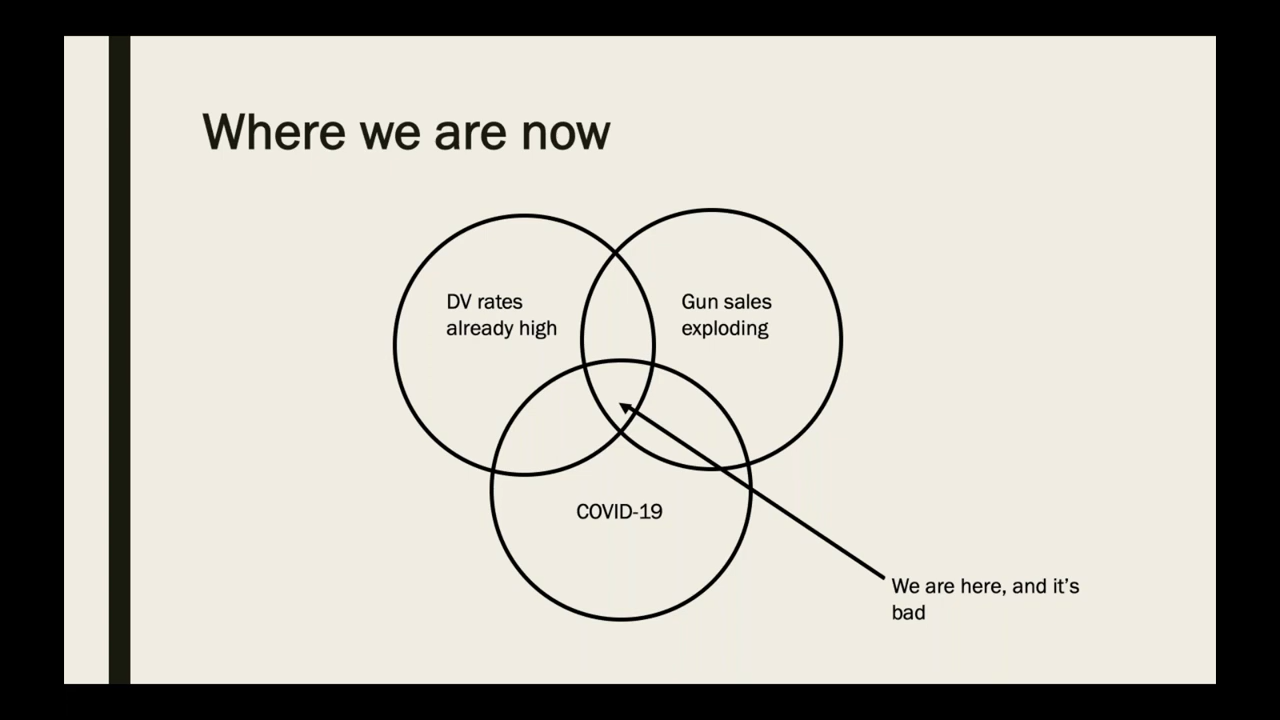 Where we are now
DV rates
already high
Gun sales
exploding
COVID-19
We are here, and it’s
bad